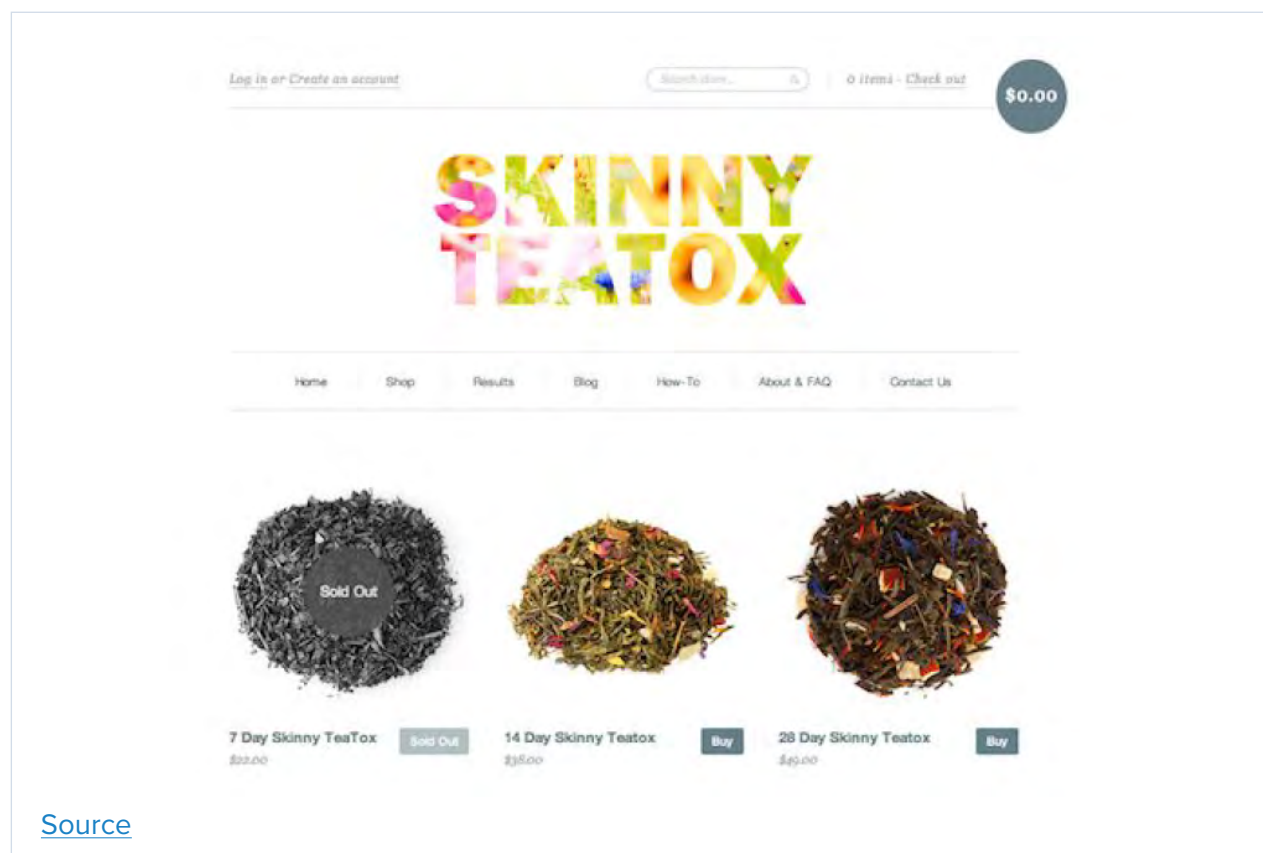 Log in or Create an account
Search store...
0 items - Check out
$0.00
SKINNY
TEATOX
Home Shop Results Blog How-To About & FAQ Contact Us
Sold Out
7 Day Skinny TeaTox
Sold Out
$22.00
14 Day Skinny Teatox
Buy
$38.00
28 Day Skinny Teatox
Buy
$49.00
Source